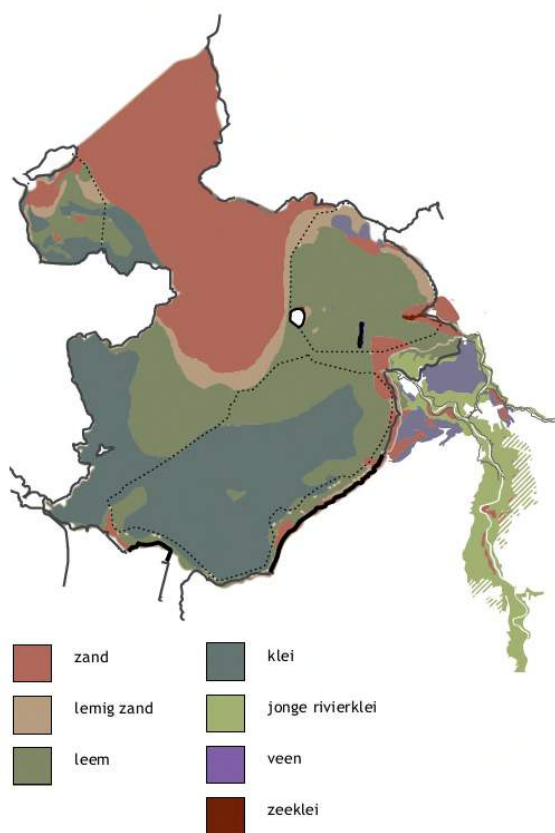 zand
lemig zand
leem
klei
jonge rivierklei
veen
zeeklei